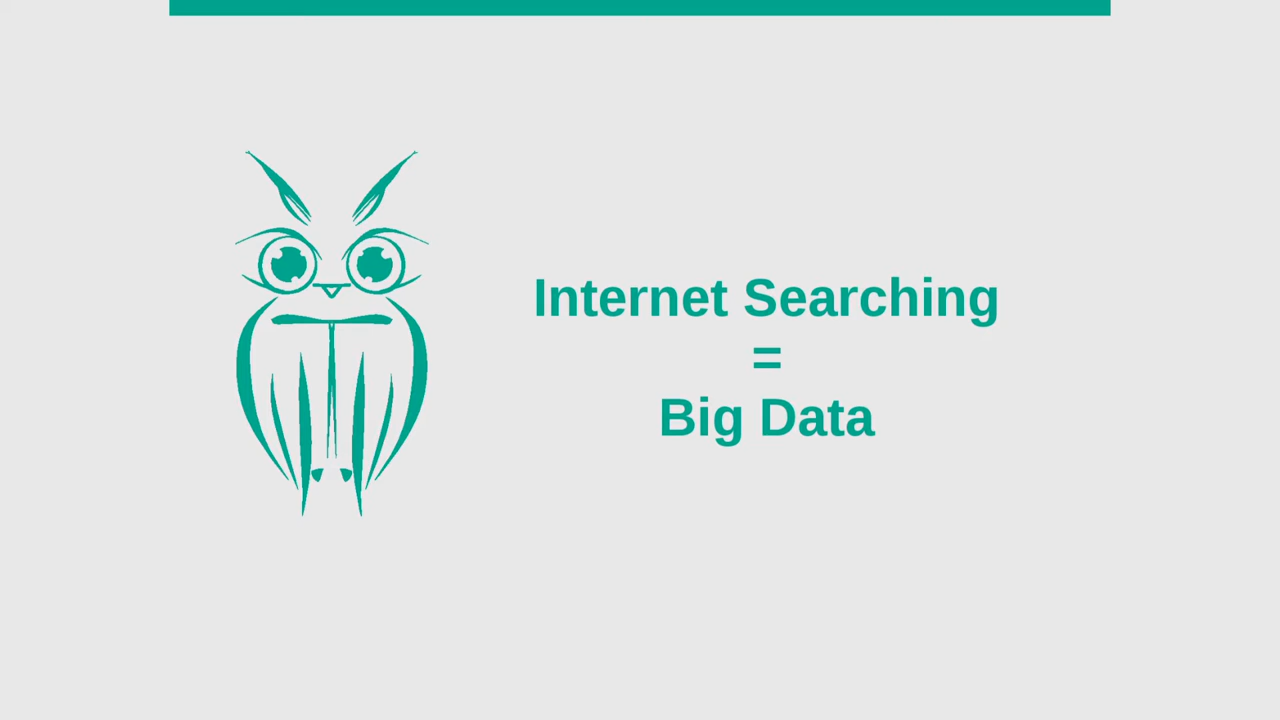 Internet Searching
=
Big Data